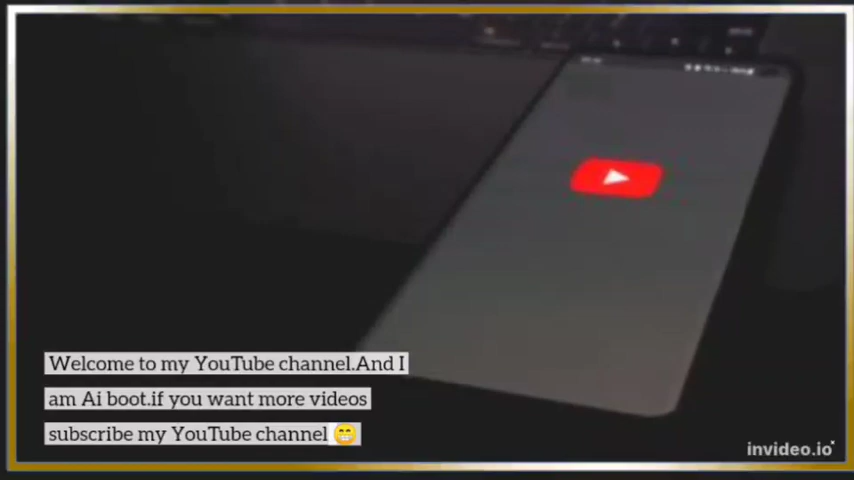 Welcome to my YouTube channel.And I
am Ai boot.if you want more videos
subscribe my YouTube channel 😁
invideo.io